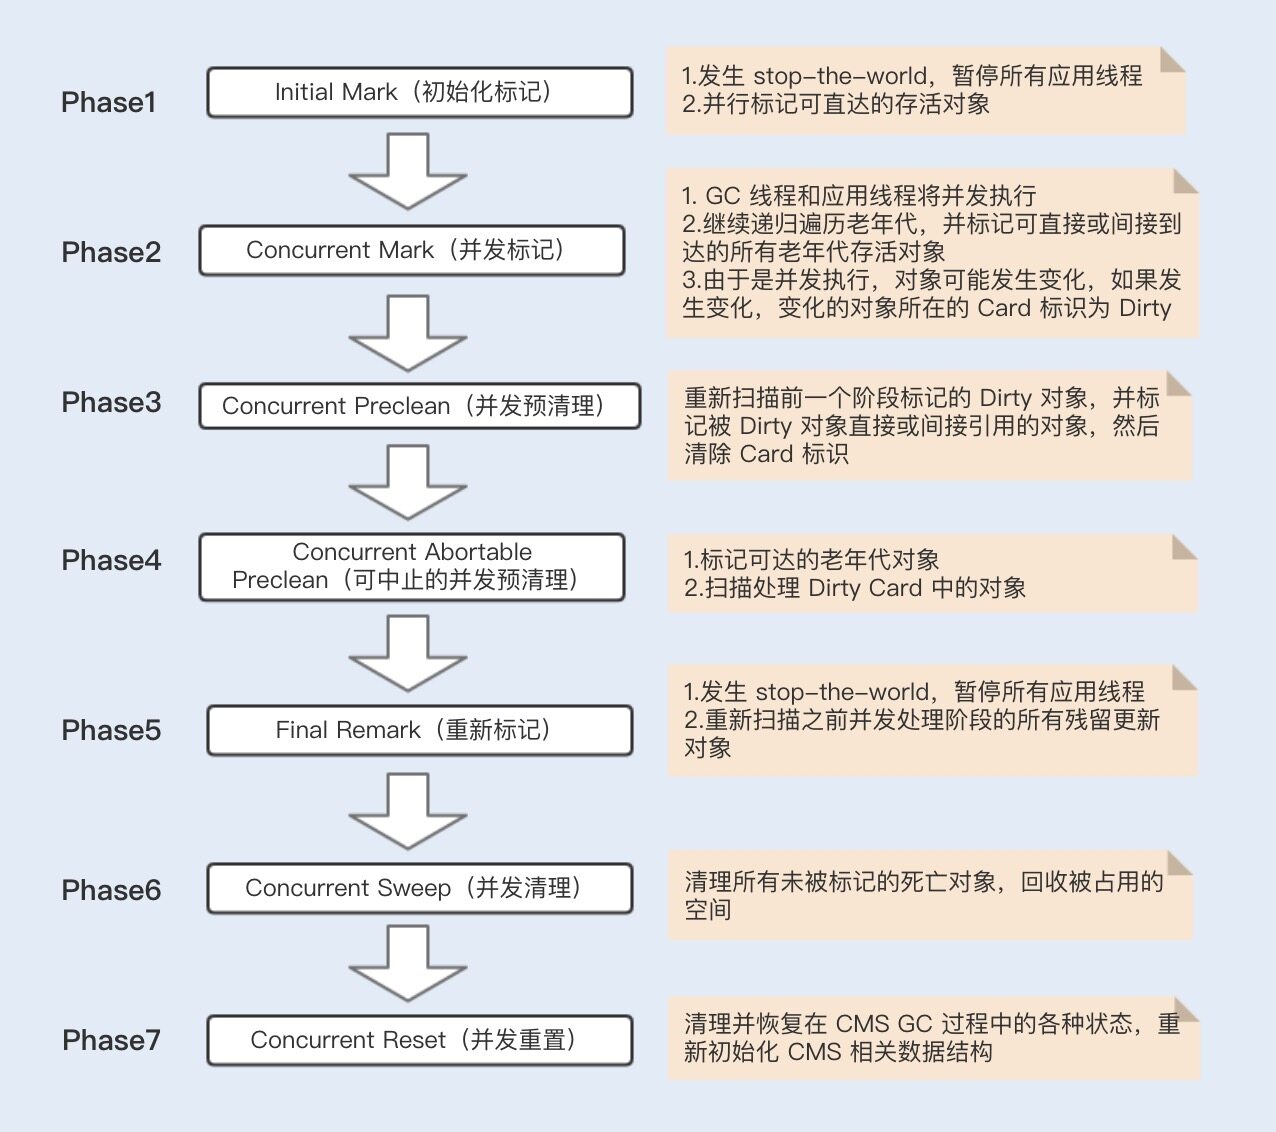 Phase1
Initial Mark（初始化标记）
1.发生 stop-the-world，暂停所有应用线程
2.并行标记可直达的存活对象
Phase2
Concurrent Mark（并发标记）
1. GC 线程和应用线程将并发执行
2.继续递归遍历老年代，并标记可直接或间接到
达的所有老年代存活对象
3.由于是并发执行，对象可能发生变化，如果发
生变化，变化的对象所在的 Card 标识为 Dirty
Phase3
Concurrent Preclean（并发预清理）
重新扫描前一个阶段标记的 Dirty 对象，并标
记被 Dirty 对象直接或间接引用的对象，然后
清除 Card 标识
Phase4
Concurrent Abortable
Preclean（可中止的并发预清理）
1.标记可达的老年代对象
2.扫描处理 Dirty Card 中的对象
Phase5
Final Remark（重新标记）
1.发生 stop-the-world，暂停所有应用线程
2.重新扫描之前并发处理阶段的所有残留更新
对象
Phase6
Concurrent Sweep（并发清理）
清理所有未被标记的死亡对象，回收被占用的
空间
Phase7
Concurrent Reset（并发重置）
清理并恢复在 CMS GC 过程中的各种状态，重
新初始化 CMS 相关数据结构